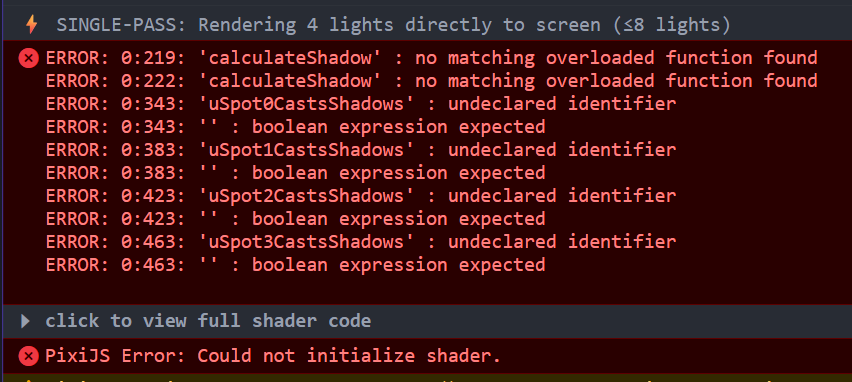 ⚡ SINGLE-PASS: Rendering 4 lights directly to screen (≤8 lights)
ERROR: 0:219: 'calculateShadow' : no matching overloaded function found
ERROR: 0:222: 'calculateShadow' : no matching overloaded function found
ERROR: 0:343: 'uSpot0CastsShadows' : undeclared identifier
ERROR: 0:343: '' : boolean expression expected
ERROR: 0:383: 'uSpot1CastsShadows' : undeclared identifier
ERROR: 0:383: '' : boolean expression expected
ERROR: 0:423: 'uSpot2CastsShadows' : undeclared identifier
ERROR: 0:423: '' : boolean expression expected
ERROR: 0:463: 'uSpot3CastsShadows' : undeclared identifier
ERROR: 0:463: '' : boolean expression expected
click to view full shader code
PixiJS Error: Could not initialize shader.